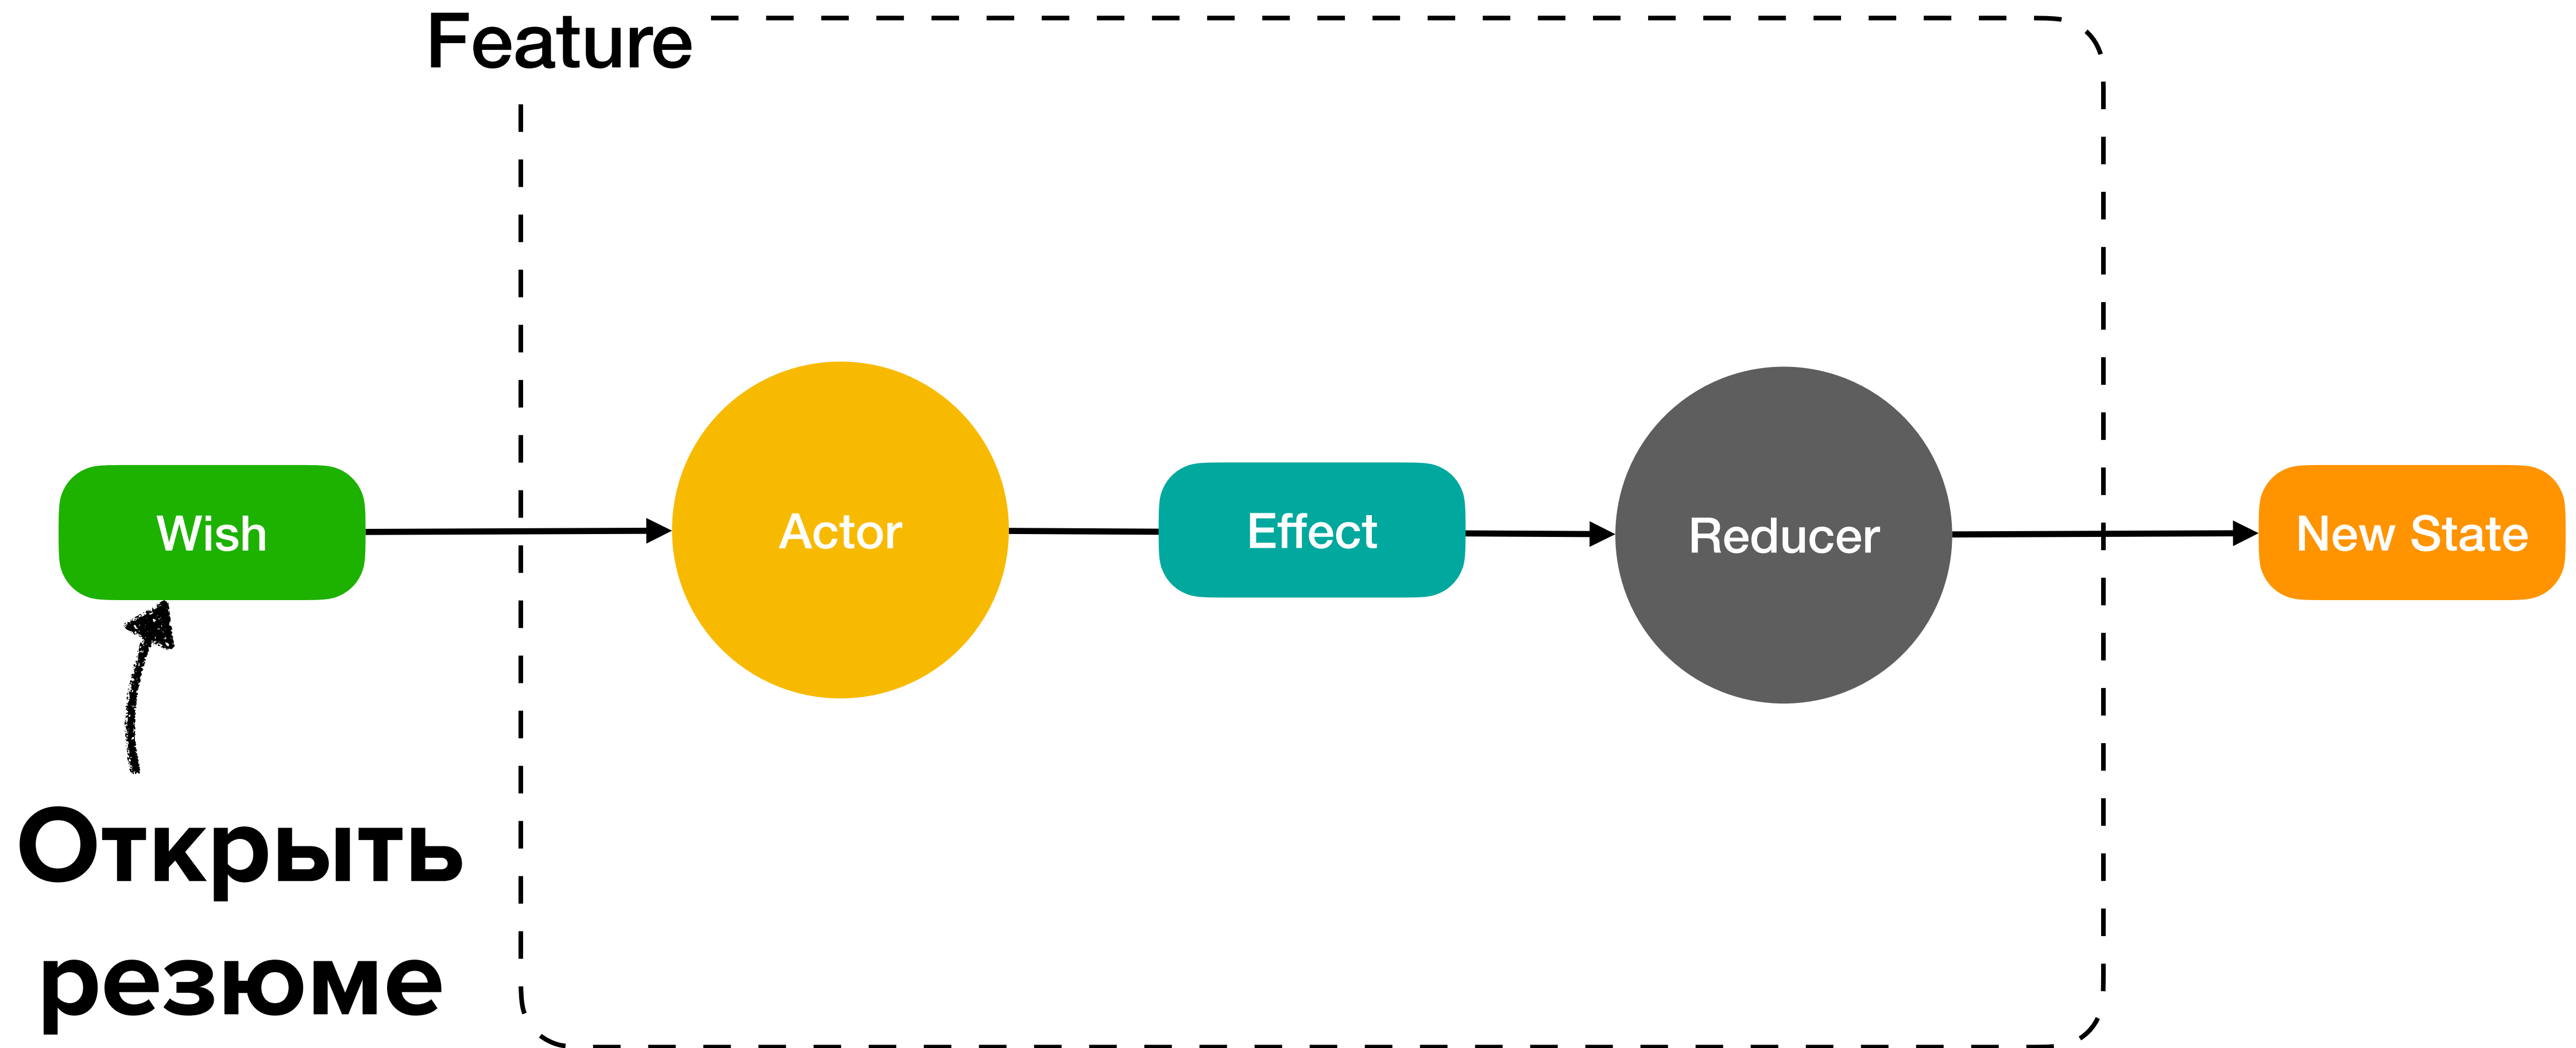 Feature
Wish
Actor
Effect
Reducer
New State
Открыть
резюме